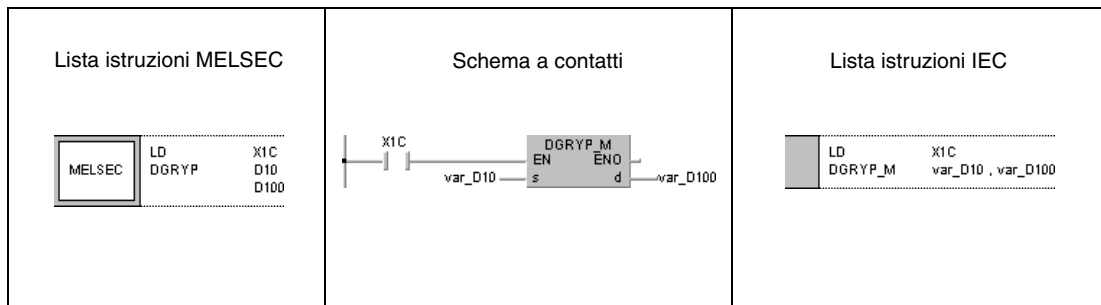 Lista istruzioni MELSEC
MELSEC
LD X1C
DGRYP D10
D100
Schema a contatti
X1C
DGRYP_M
EN ENO
var_D10 s d var_D100
Lista istruzioni IEC
LD X1C
DGRYP_M var_D10 , var_D100